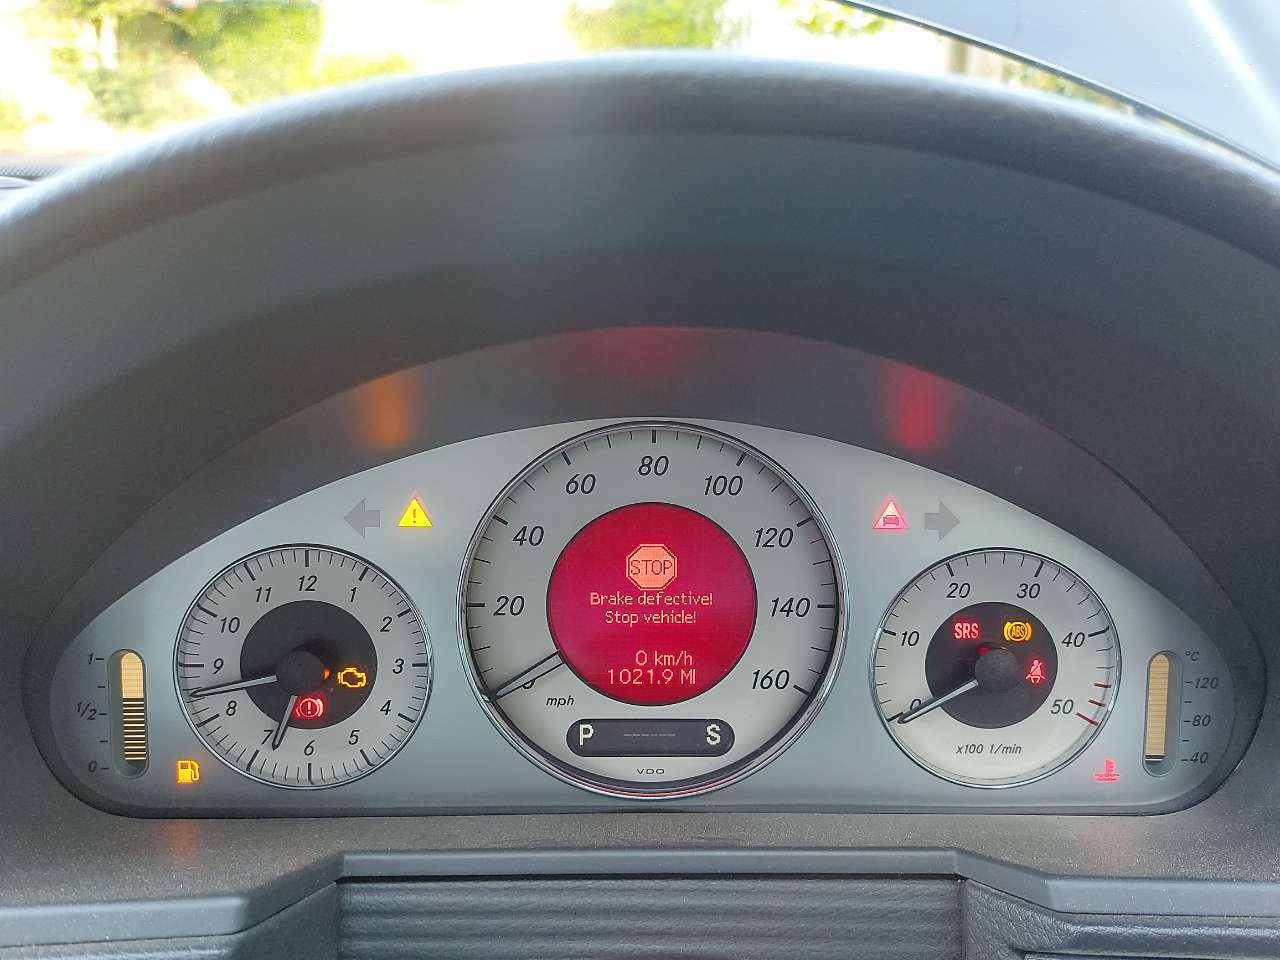 60 80 100
40 120
20 140
0 160
mph
STOP
Brake defective!
Stop vehicle!
0 km/h
1021.9 MI
P ----- S
VDO
12
11 1
10 2
9 3
8 4
7 5
6
1
1/2
0
20 30
10 40
0 50
SRS ABS
x100 1/min
°C
120
80
40